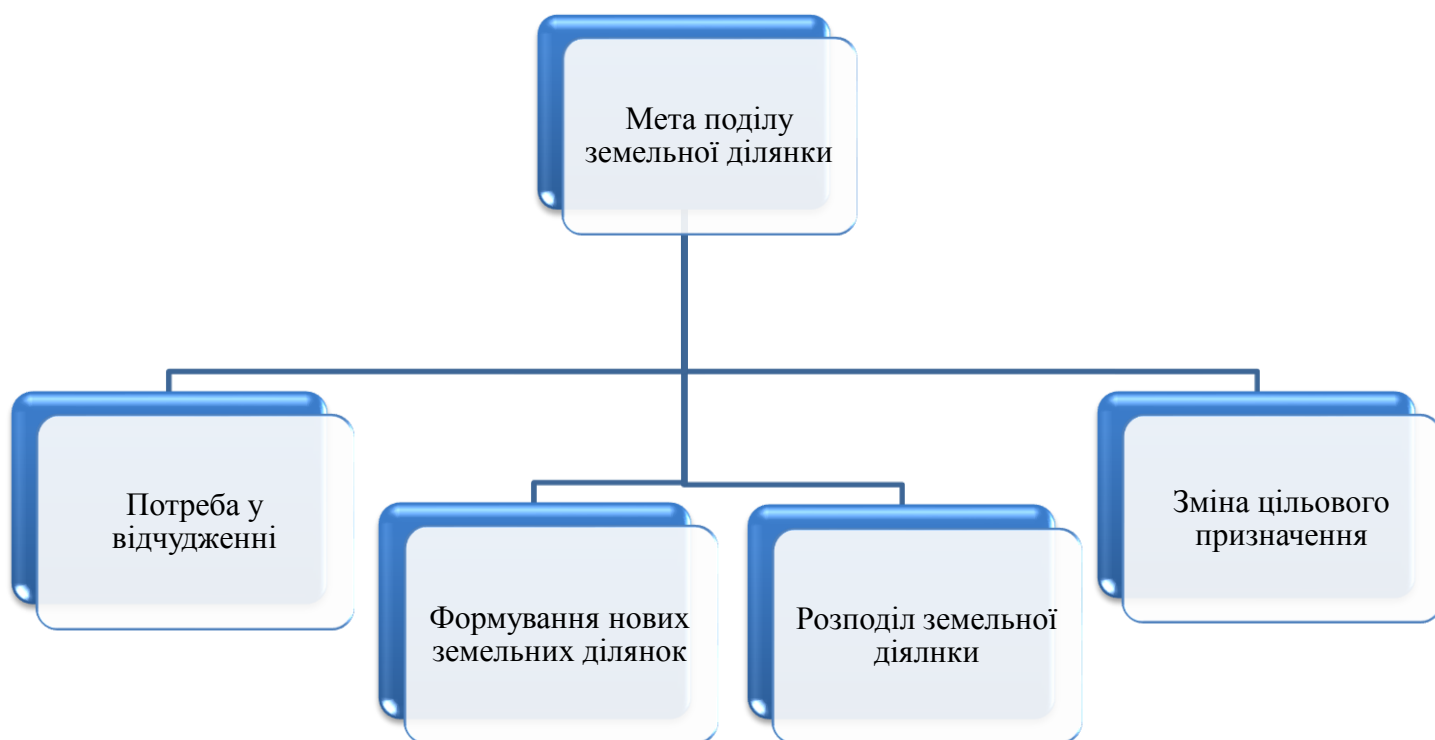 Мета поділу
земельної ділянки
Потреба у
відчудженні
Формування нових
земельних ділянок
Розподіл земельної
діялнки
Зміна цільового
призначення